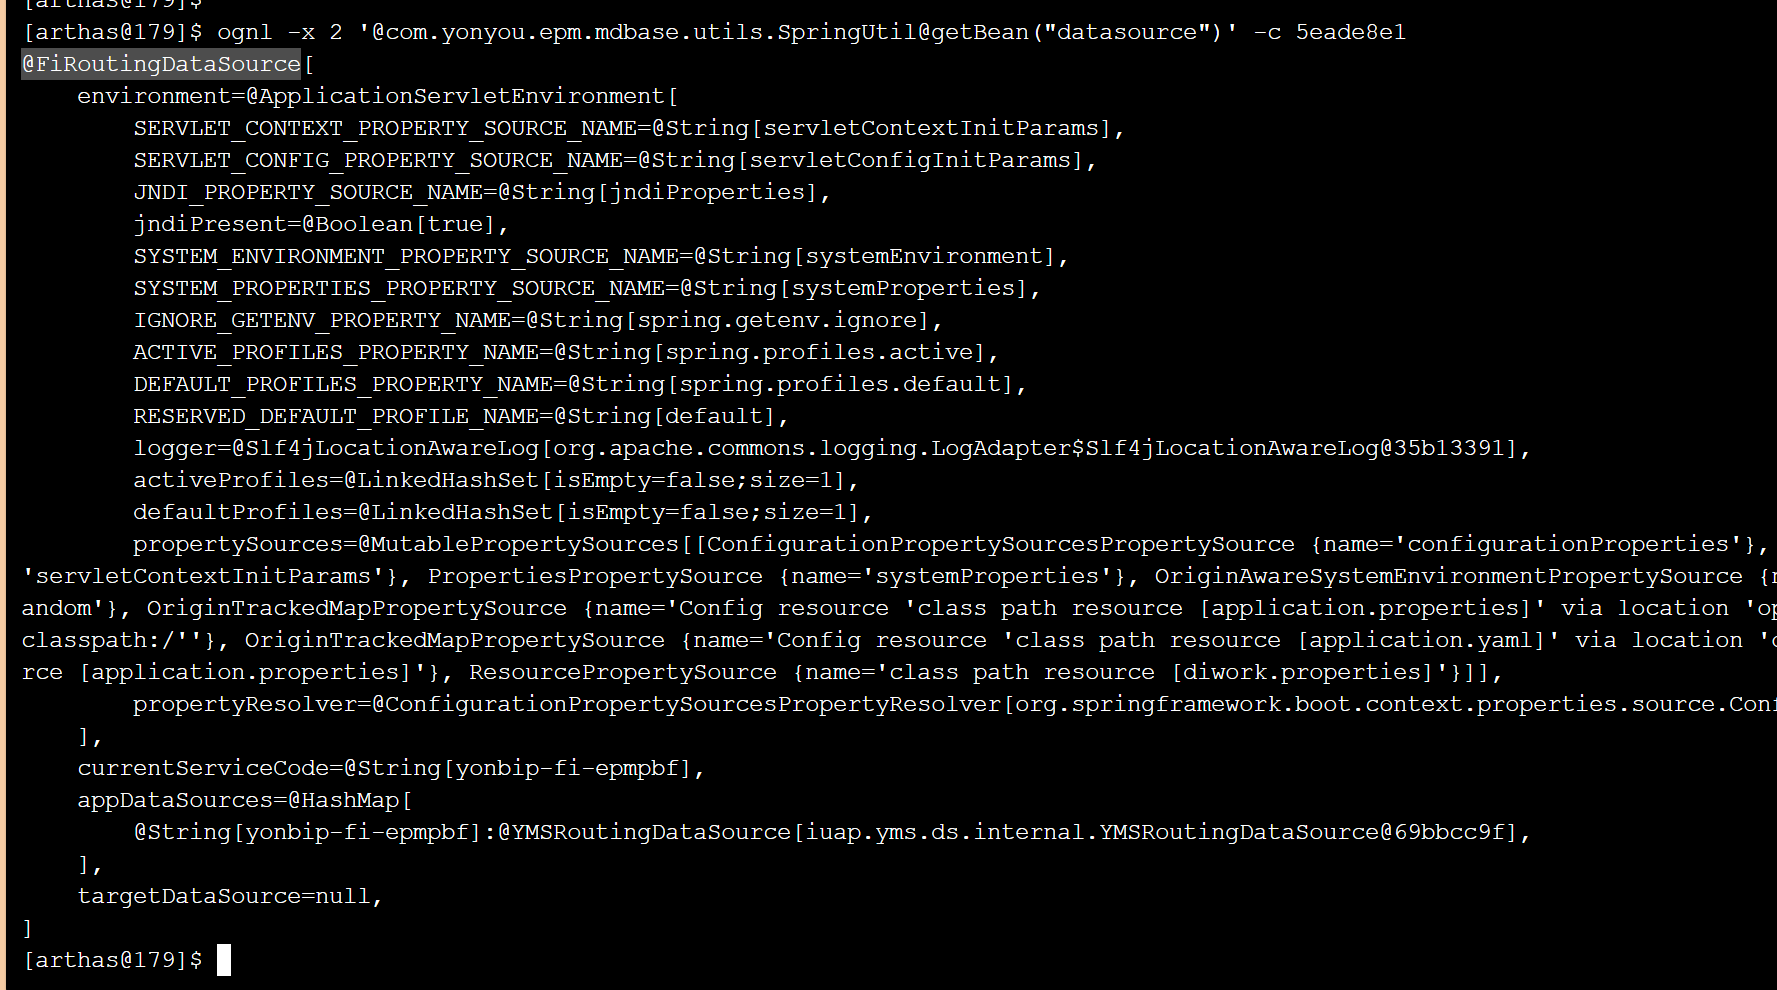 [arthas@179]$
[arthas@179]$ ognl -x 2 '@com.yonyou.epm.mdbase.utils.SpringUtil@getBean("datasource")' -c 5eade8e1
@FiRoutingDataSource[
    environment=@ApplicationServletEnvironment[
        SERVLET_CONTEXT_PROPERTY_SOURCE_NAME=@String[servletContextInitParams],
        SERVLET_CONFIG_PROPERTY_SOURCE_NAME=@String[servletConfigInitParams],
        JNDI_PROPERTY_SOURCE_NAME=@String[jndiProperties],
        jndiPresent=@Boolean[true],
        SYSTEM_ENVIRONMENT_PROPERTY_SOURCE_NAME=@String[systemEnvironment],
        SYSTEM_PROPERTIES_PROPERTY_SOURCE_NAME=@String[systemProperties],
        IGNORE_GETENV_PROPERTY_NAME=@String[spring.getenv.ignore],
        ACTIVE_PROFILES_PROPERTY_NAME=@String[spring.profiles.active],
        DEFAULT_PROFILES_PROPERTY_NAME=@String[spring.profiles.default],
        RESERVED_DEFAULT_PROFILE_NAME=@String[default],
        logger=@Slf4jLocationAwareLog[org.apache.commons.logging.LogAdapter$Slf4jLocationAwareLog@35b13391],
        activeProfiles=@LinkedHashSet[isEmpty=false;size=1],
        defaultProfiles=@LinkedHashSet[isEmpty=false;size=1],
        propertySources=@MutablePropertySources[[ConfigurationPropertySourcesPropertySource {name='configurationProperties'},
'servletContextInitParams'}, PropertiesPropertySource {name='systemProperties'}, OriginAwareSystemEnvironmentPropertySource {
andom'}, OriginTrackedMapPropertySource {name='Config resource 'class path resource [application.properties]' via location 'op
classpath:/''}, OriginTrackedMapPropertySource {name='Config resource 'class path resource [application.yaml]' via location '
rce [application.properties]'}, ResourcePropertySource {name='class path resource [diwork.properties]'}]],
        propertyResolver=@ConfigurationPropertySourcesPropertyResolver[org.springframework.boot.context.properties.source.Conf
    ],
    currentServiceCode=@String[yonbip-fi-epmpbf],
    appDataSources=@HashMap[
        @String[yonbip-fi-epmpbf]:@YMSRoutingDataSource[iuap.yms.ds.internal.YMSRoutingDataSource@69bbcc9f],
    ],
    targetDataSource=null,
]
[arthas@179]$